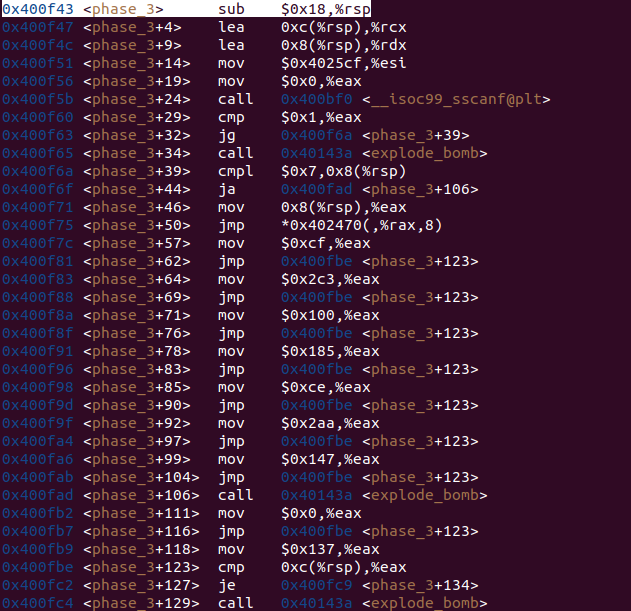 0x400f43 <phase_3>       sub    $0x18,%rsp
0x400f47 <phase_3+4>     lea    0xc(%rsp),%rcx
0x400f4c <phase_3+9>     lea    0x8(%rsp),%rdx
0x400f51 <phase_3+14>    mov    $0x4025cf,%esi
0x400f56 <phase_3+19>    mov    $0x0,%eax
0x400f5b <phase_3+24>    call   0x400bf0 <__isoc99_sscanf@plt>
0x400f60 <phase_3+29>    cmp    $0x1,%eax
0x400f63 <phase_3+32>    jg     0x400f6a <phase_3+39>
0x400f65 <phase_3+34>    call   0x40143a <explode_bomb>
0x400f6a <phase_3+39>    cmpl   $0x7,0x8(%rsp)
0x400f6f <phase_3+44>    ja     0x400fad <phase_3+106>
0x400f71 <phase_3+46>    mov    0x8(%rsp),%eax
0x400f75 <phase_3+50>    jmp    *0x402470(,%rax,8)
0x400f7c <phase_3+57>    mov    $0xcf,%eax
0x400f81 <phase_3+62>    jmp    0x400fbe <phase_3+123>
0x400f83 <phase_3+64>    mov    $0x2c3,%eax
0x400f88 <phase_3+69>    jmp    0x400fbe <phase_3+123>
0x400f8a <phase_3+71>    mov    $0x100,%eax
0x400f8f <phase_3+76>    jmp    0x400fbe <phase_3+123>
0x400f91 <phase_3+78>    mov    $0x185,%eax
0x400f96 <phase_3+83>    jmp    0x400fbe <phase_3+123>
0x400f98 <phase_3+85>    mov    $0xce,%eax
0x400f9d <phase_3+90>    jmp    0x400fbe <phase_3+123>
0x400f9f <phase_3+92>    mov    $0x2aa,%eax
0x400fa4 <phase_3+97>    jmp    0x400fbe <phase_3+123>
0x400fa6 <phase_3+99>    mov    $0x147,%eax
0x400fab <phase_3+104>   jmp    0x400fbe <phase_3+123>
0x400fad <phase_3+106>   call   0x40143a <explode_bomb>
0x400fb2 <phase_3+111>   mov    $0x0,%eax
0x400fb7 <phase_3+116>   jmp    0x400fbe <phase_3+123>
0x400fb9 <phase_3+118>   mov    $0x137,%eax
0x400fbe <phase_3+123>   cmp    0xc(%rsp),%eax
0x400fc2 <phase_3+127>   je     0x400fc9 <phase_3+134>
0x400fc4 <phase_3+129>   call   0x40143a <explode_bomb>